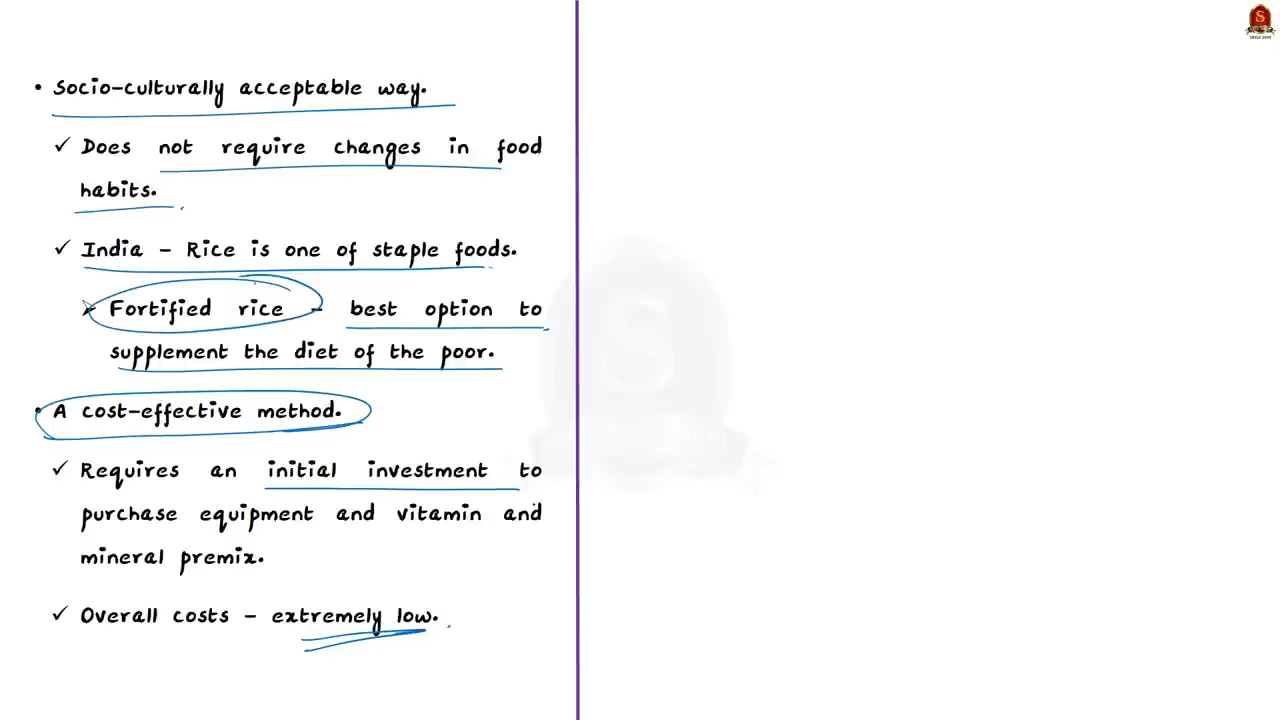 • Socio-culturally acceptable way.
✓ Does not require changes in food
habits.
✓ India – Rice is one of staple foods.
➤ Fortified rice – best option to
supplement the diet of the poor.
• A cost-effective method.
✓ Requires an initial investment to
purchase equipment and vitamin and
mineral premix.
✓ Overall costs – extremely low.